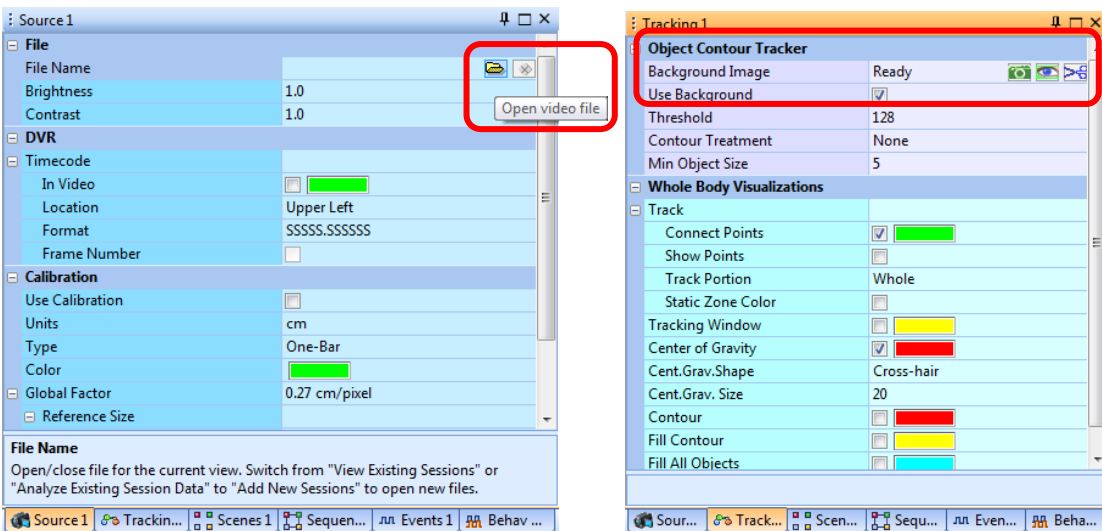 Source 1
File
File Name
Open video file
Brightness 1.0
Contrast 1.0
DVR
Timecode
In Video
Location Upper Left
Format SSSSS.SSSSSS
Frame Number
Calibration
Use Calibration
Units cm
Type One-Bar
Color
Global Factor 0.27 cm/pixel
Reference Size
File Name
Open/close file for the current view. Switch from "View Existing Sessions" or
"Analyze Existing Session Data" to "Add New Sessions" to open new files.
Source 1 Trackin... Scenes 1 Sequen... Events 1 Behav ...
Tracking 1
Object Contour Tracker
Background Image Ready
Use Background
Threshold 128
Contour Treatment None
Min Object Size 5
Whole Body Visualizations
Track
Connect Points
Show Points
Track Portion Whole
Static Zone Color
Tracking Window
Center of Gravity
Cent.Grav.Shape Cross-hair
Cent.Grav. Size 20
Contour
Fill Contour
Fill All Objects
Sour... Track... Scen... Sequ... Even... Beha...